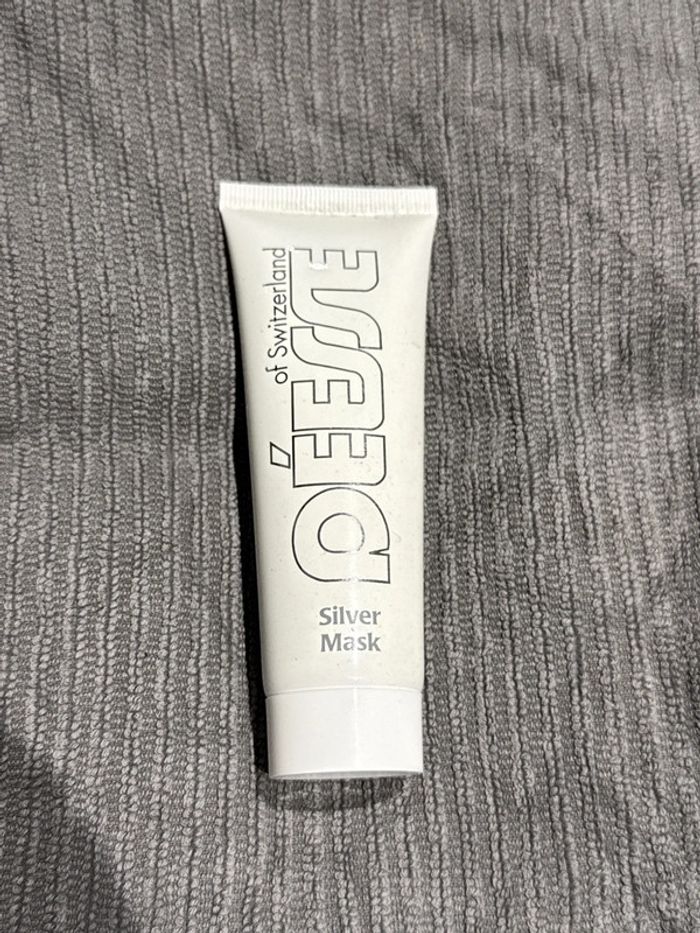 DÉESSE
of Switzerland
Silver
Mask